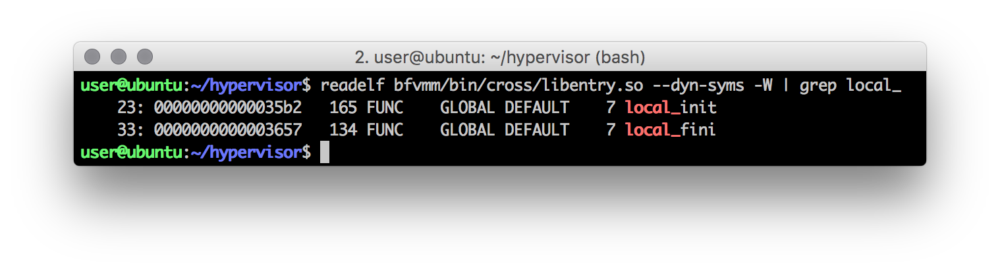 2. user@ubuntu: ~/hypervisor (bash)
user@ubuntu:~/hypervisor$ readelf bfvmm/bin/cross/libentry.so --dyn-syms -W | grep local_
    23: 00000000000035b2   165 FUNC    GLOBAL DEFAULT    7 local_init
    33: 0000000000003657   134 FUNC    GLOBAL DEFAULT    7 local_fini
user@ubuntu:~/hypervisor$